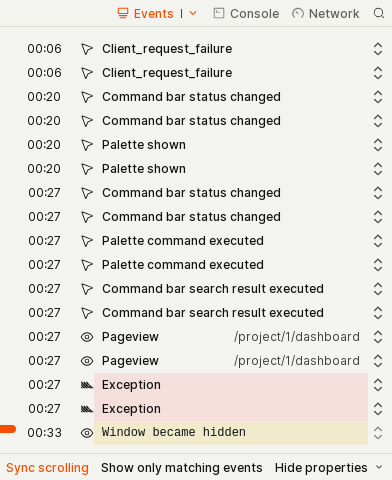 Events Console Network
00:06 Client_request_failure
00:06 Client_request_failure
00:20 Command bar status changed
00:20 Command bar status changed
00:20 Palette shown
00:20 Palette shown
00:27 Command bar status changed
00:27 Command bar status changed
00:27 Palette command executed
00:27 Palette command executed
00:27 Command bar search result executed
00:27 Command bar search result executed
00:27 Pageview /project/1/dashboard
00:27 Pageview /project/1/dashboard
00:27 Exception
00:27 Exception
00:33 Window became hidden
Sync scrolling Show only matching events Hide properties